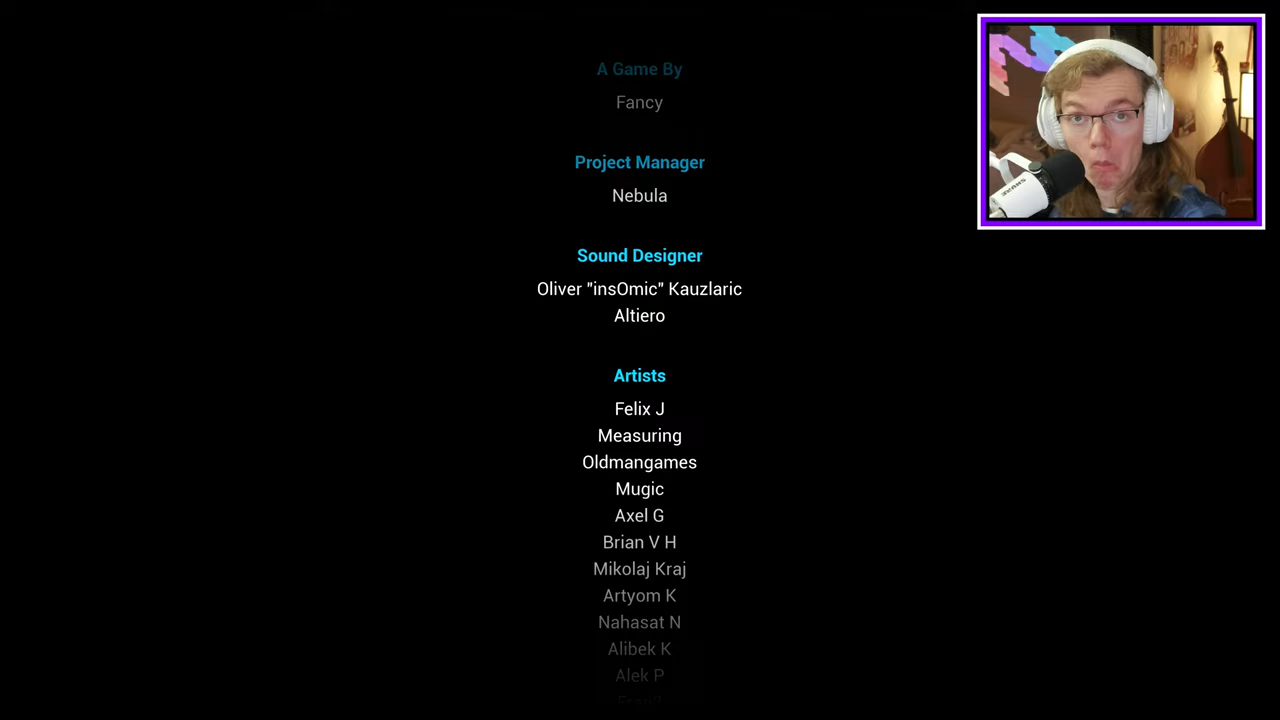 A Game By
Fancy
Project Manager
Nebula
Sound Designer
Oliver "insOmic" Kauzlaric
Altiero
Artists
Felix J
Measuring
Oldmangames
Mugic
Axel G
Brian V H
Mikolaj Kraj
Artyom K
Nahasat N
Alibek K
Alek P